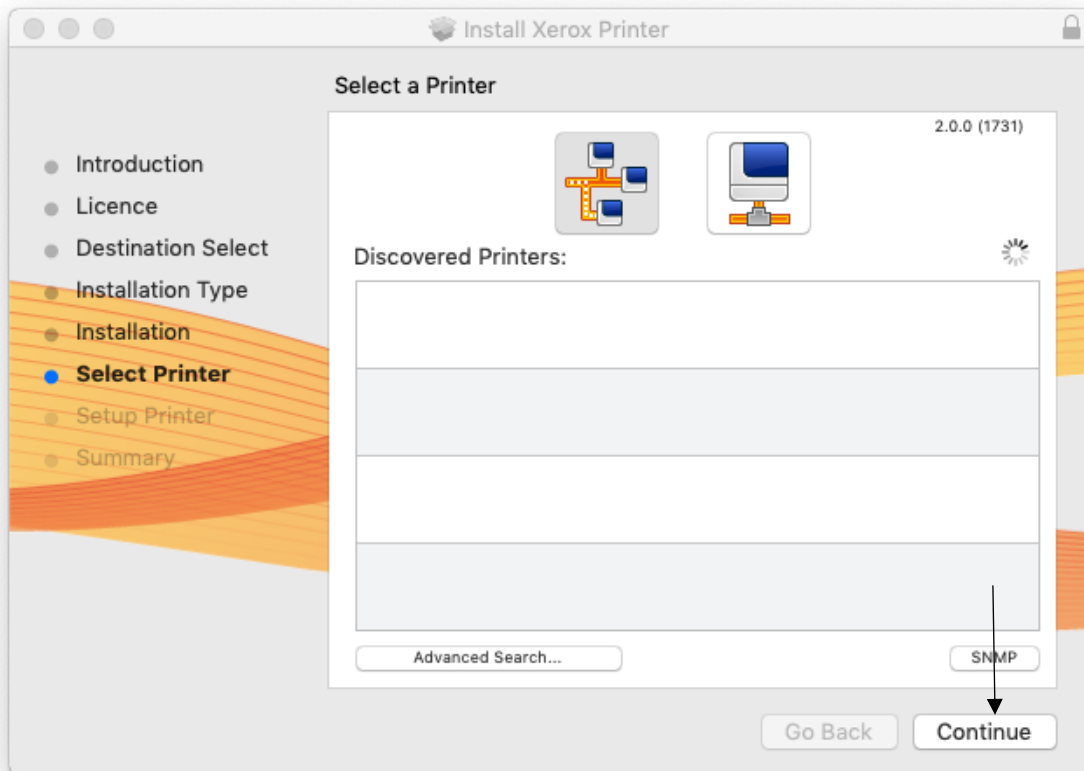 Install Xerox Printer
Select a Printer
2.0.0 (1731)
Introduction
Licence
Destination Select
Installation Type
Installation
Select Printer
Setup Printer
Summary
Discovered Printers:
Advanced Search...
SNMP
Go Back
Continue